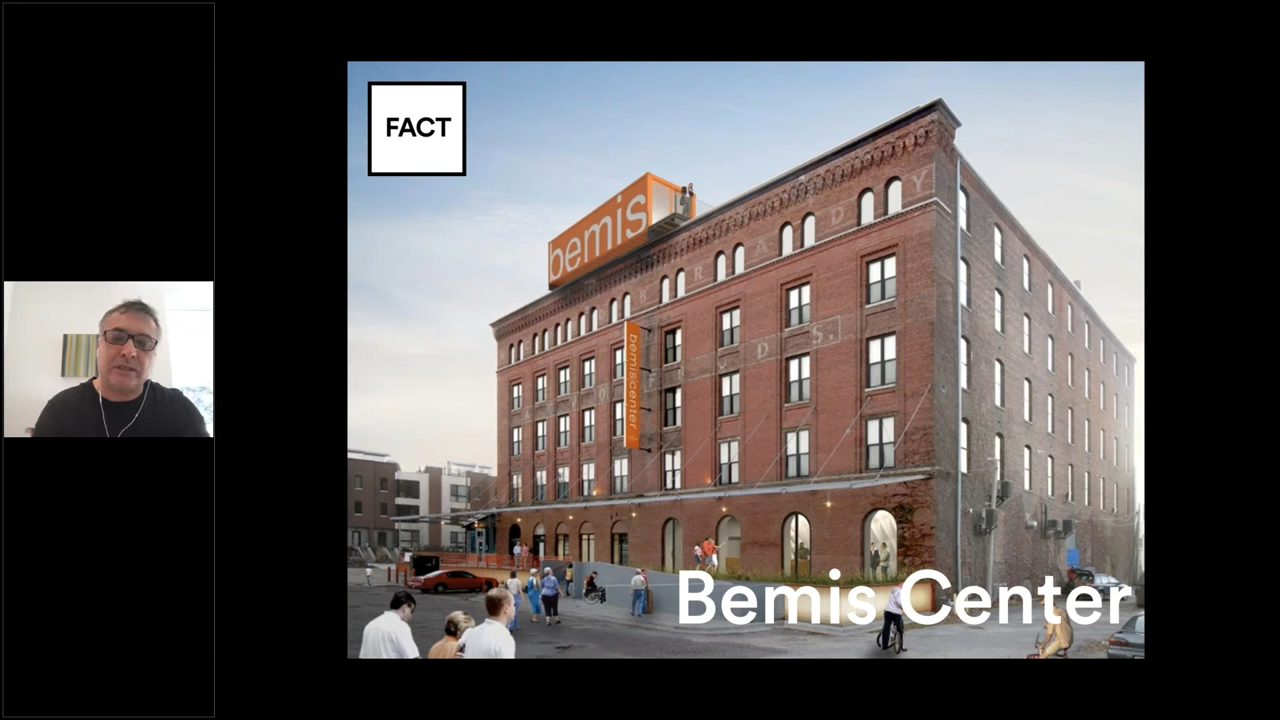 FACT
bemis
bemiscenter
B R A D Y
D S.
Bemis Center